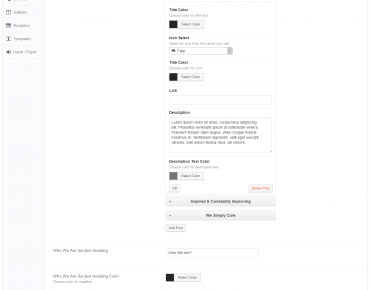 Sidebars
Navigation
Typography
Import / Export
Title Color
Choose color for title text
Select Color
Icon Select
Select an icon from the vector icon set
Flag
Title Color
Choose color for icon
Select Color
Link
Description
Lorem ipsum dolor sit amet, consectetur adipiscing
elit. Phasellus venenatis ipsum at sollicitudin viverra.
Praesent tempor diam augue, vitae congue mauris
maximus id. Vestibulum dignissim, velit eget suscipit
ultricies, odio ipsum lacinia risus, vel viverra
Description Text Color
Choose color for description text
Select Color
OK
Delete Post
Inspired & Constantly Improving
We Simply Care
Add Post
Who We Are Section Heading
Who We Are?
Who We Are Section Heading Color
Choose color for headline
Select Color